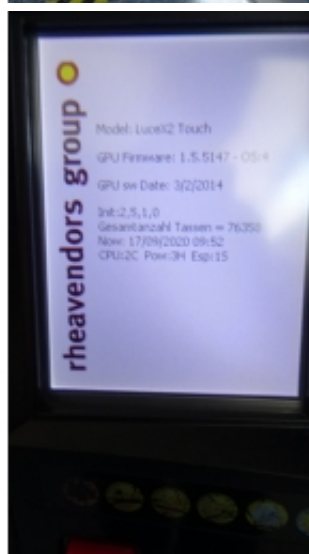 rheavendors group
Model: LuceX2 Touch
GPU Firmware: 1.5.5147 - OS:4
GPU sw Date: 3/2/2014
Init:2,5,1,0
Gesamtanzahl Tassen = 76350
Now: 17/09/2020 09:52
CPU:2C Pow:3H Esp:15